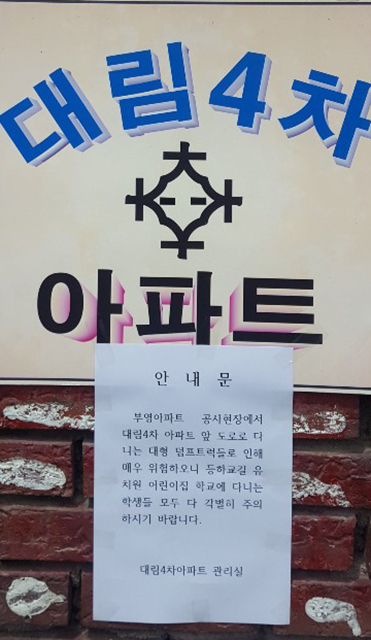 대림4차
아파트
안 내 문
부영아파트 공사현장에서
대림4차 아파트 앞 도로로 다
니는 대형 덤프트럭들로 인해
매우 위험하오니 등하교길 유
치원 어린이집 학교에 다니는
학생들 모두 다 각별히 주의
하시기 바랍니다.
대림4차아파트 관리실